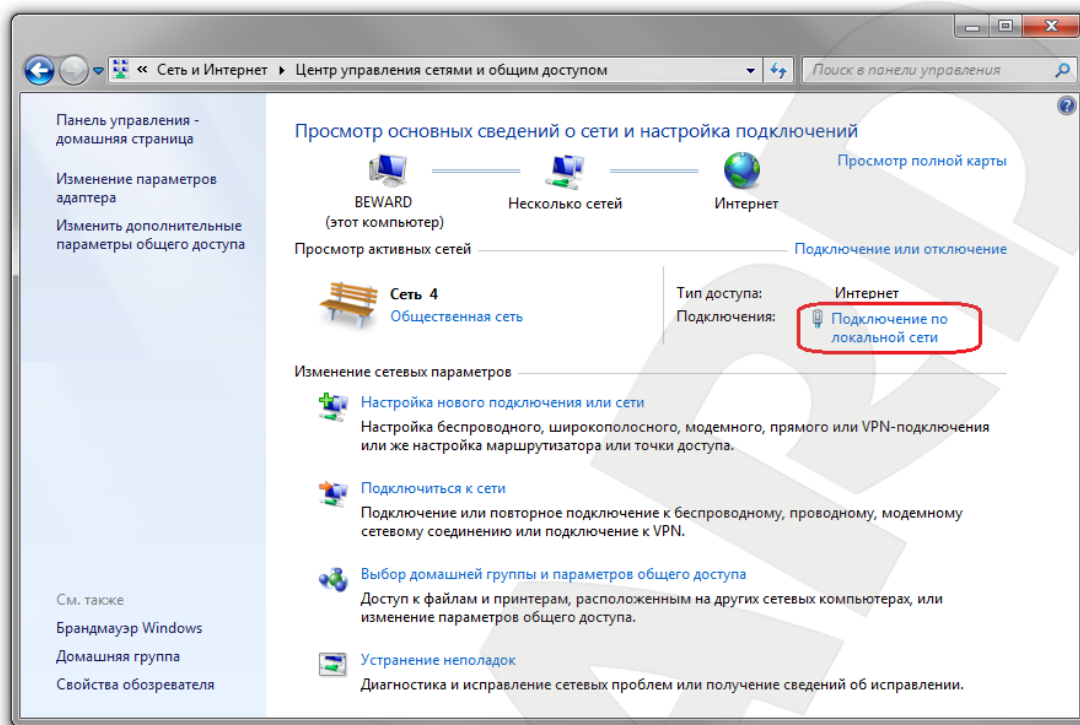 « Сеть и Интернет ▸ Центр управления сетями и общим доступом
Поиск в панели управления
Панель управления -
домашняя страница
Изменение параметров
адаптера
Изменить дополнительные
параметры общего доступа
См. также
Брандмауэр Windows
Домашняя группа
Свойства обозревателя
Просмотр основных сведений о сети и настройка подключений
Просмотр полной карты
BEWARD
(этот компьютер)
Несколько сетей
Интернет
Просмотр активных сетей
Подключение или отключение
Сеть 4
Общественная сеть
Тип доступа: Интернет
Подключения: Подключение по
локальной сети
Изменение сетевых параметров
Настройка нового подключения или сети
Настройка беспроводного, широкополосного, модемного, прямого или VPN-подключения
или же настройка маршрутизатора или точки доступа.
Подключиться к сети
Подключение или повторное подключение к беспроводному, проводному, модемному
сетевому соединению или подключение к VPN.
Выбор домашней группы и параметров общего доступа
Доступ к файлам и принтерам, расположенным на других сетевых компьютерах, или
изменение параметров общего доступа.
Устранение неполадок
Диагностика и исправление сетевых проблем или получение сведений об исправлении.